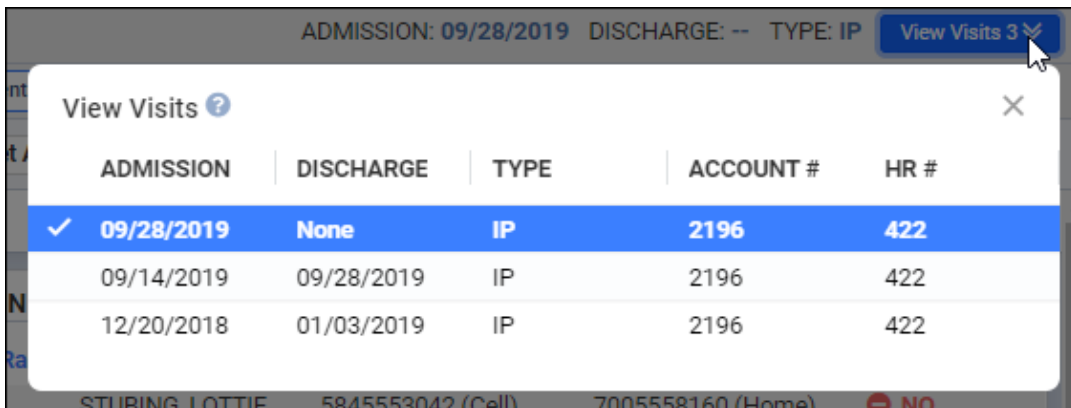 ADMISSION: 09/28/2019 DISCHARGE: -- TYPE: IP View Visits 3
View Visits ?
ADMISSION DISCHARGE TYPE ACCOUNT # HR #
09/28/2019 None IP 2196 422
09/14/2019 09/28/2019 IP 2196 422
12/20/2018 01/03/2019 IP 2196 422
STUBING, LOTTIE 5845553042 (Cell) 7005558160 (Home) NO